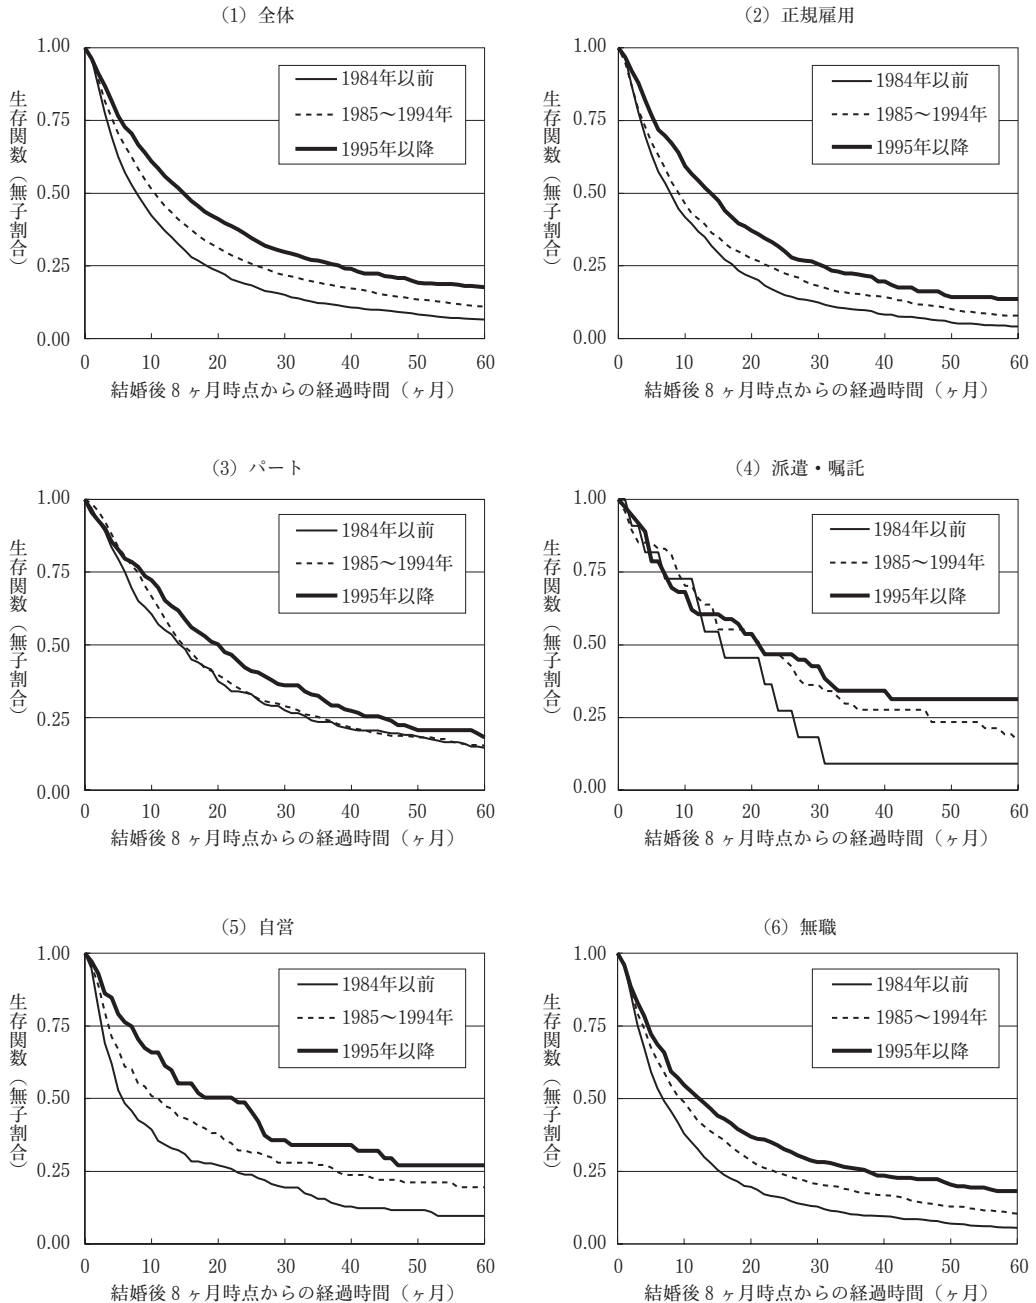 （1）全体
1.00
0.75
0.50
0.25
0.00
生存関数（無子割合）
1984年以前
1985～1994年
1995年以降
0 10 20 30 40 50 60
結婚後8ヶ月時点からの経過時間（ヶ月）
（2）正規雇用
1.00
0.75
0.50
0.25
0.00
生存関数（無子割合）
1984年以前
1985～1994年
1995年以降
0 10 20 30 40 50 60
結婚後8ヶ月時点からの経過時間（ヶ月）
（3）パート
1.00
0.75
0.50
0.25
0.00
生存関数（無子割合）
1984年以前
1985～1994年
1995年以降
0 10 20 30 40 50 60
結婚後8ヶ月時点からの経過時間（ヶ月）
（4）派遣・嘱託
1.00
0.75
0.50
0.25
0.00
生存関数（無子割合）
1984年以前
1985～1994年
1995年以降
0 10 20 30 40 50 60
結婚後8ヶ月時点からの経過時間（ヶ月）
（5）自営
1.00
0.75
0.50
0.25
0.00
生存関数（無子割合）
1984年以前
1985～1994年
1995年以降
0 10 20 30 40 50 60
結婚後8ヶ月時点からの経過時間（ヶ月）
（6）無職
1.00
0.75
0.50
0.25
0.00
生存関数（無子割合）
1984年以前
1985～1994年
1995年以降
0 10 20 30 40 50 60
結婚後8ヶ月時点からの経過時間（ヶ月）